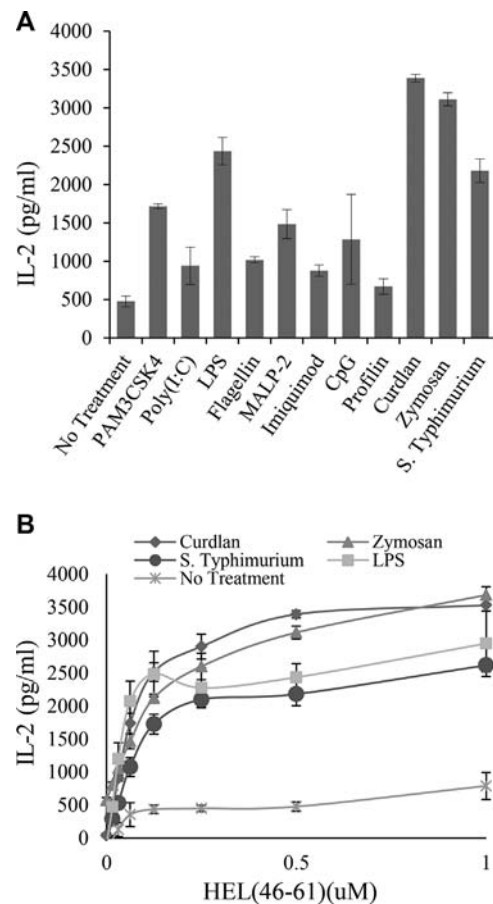 A
4000
3500
3000
2500
2000
1500
1000
500
0
IL-2 (pg/ml)
No Treatment
PAM3CSK4
Poly(I:C)
LPS
Flagellin
MALP-2
Imiquimod
CpG
Profilin
Curdlan
Zymosan
S. Typhimurium
B
Curdlan Zymosan
S. Typhimurium LPS
No Treatment
4000
3500
3000
2500
2000
1500
1000
500
0
IL-2 (pg/ml)
0 0.5 1
HEL(46-61)(uM)